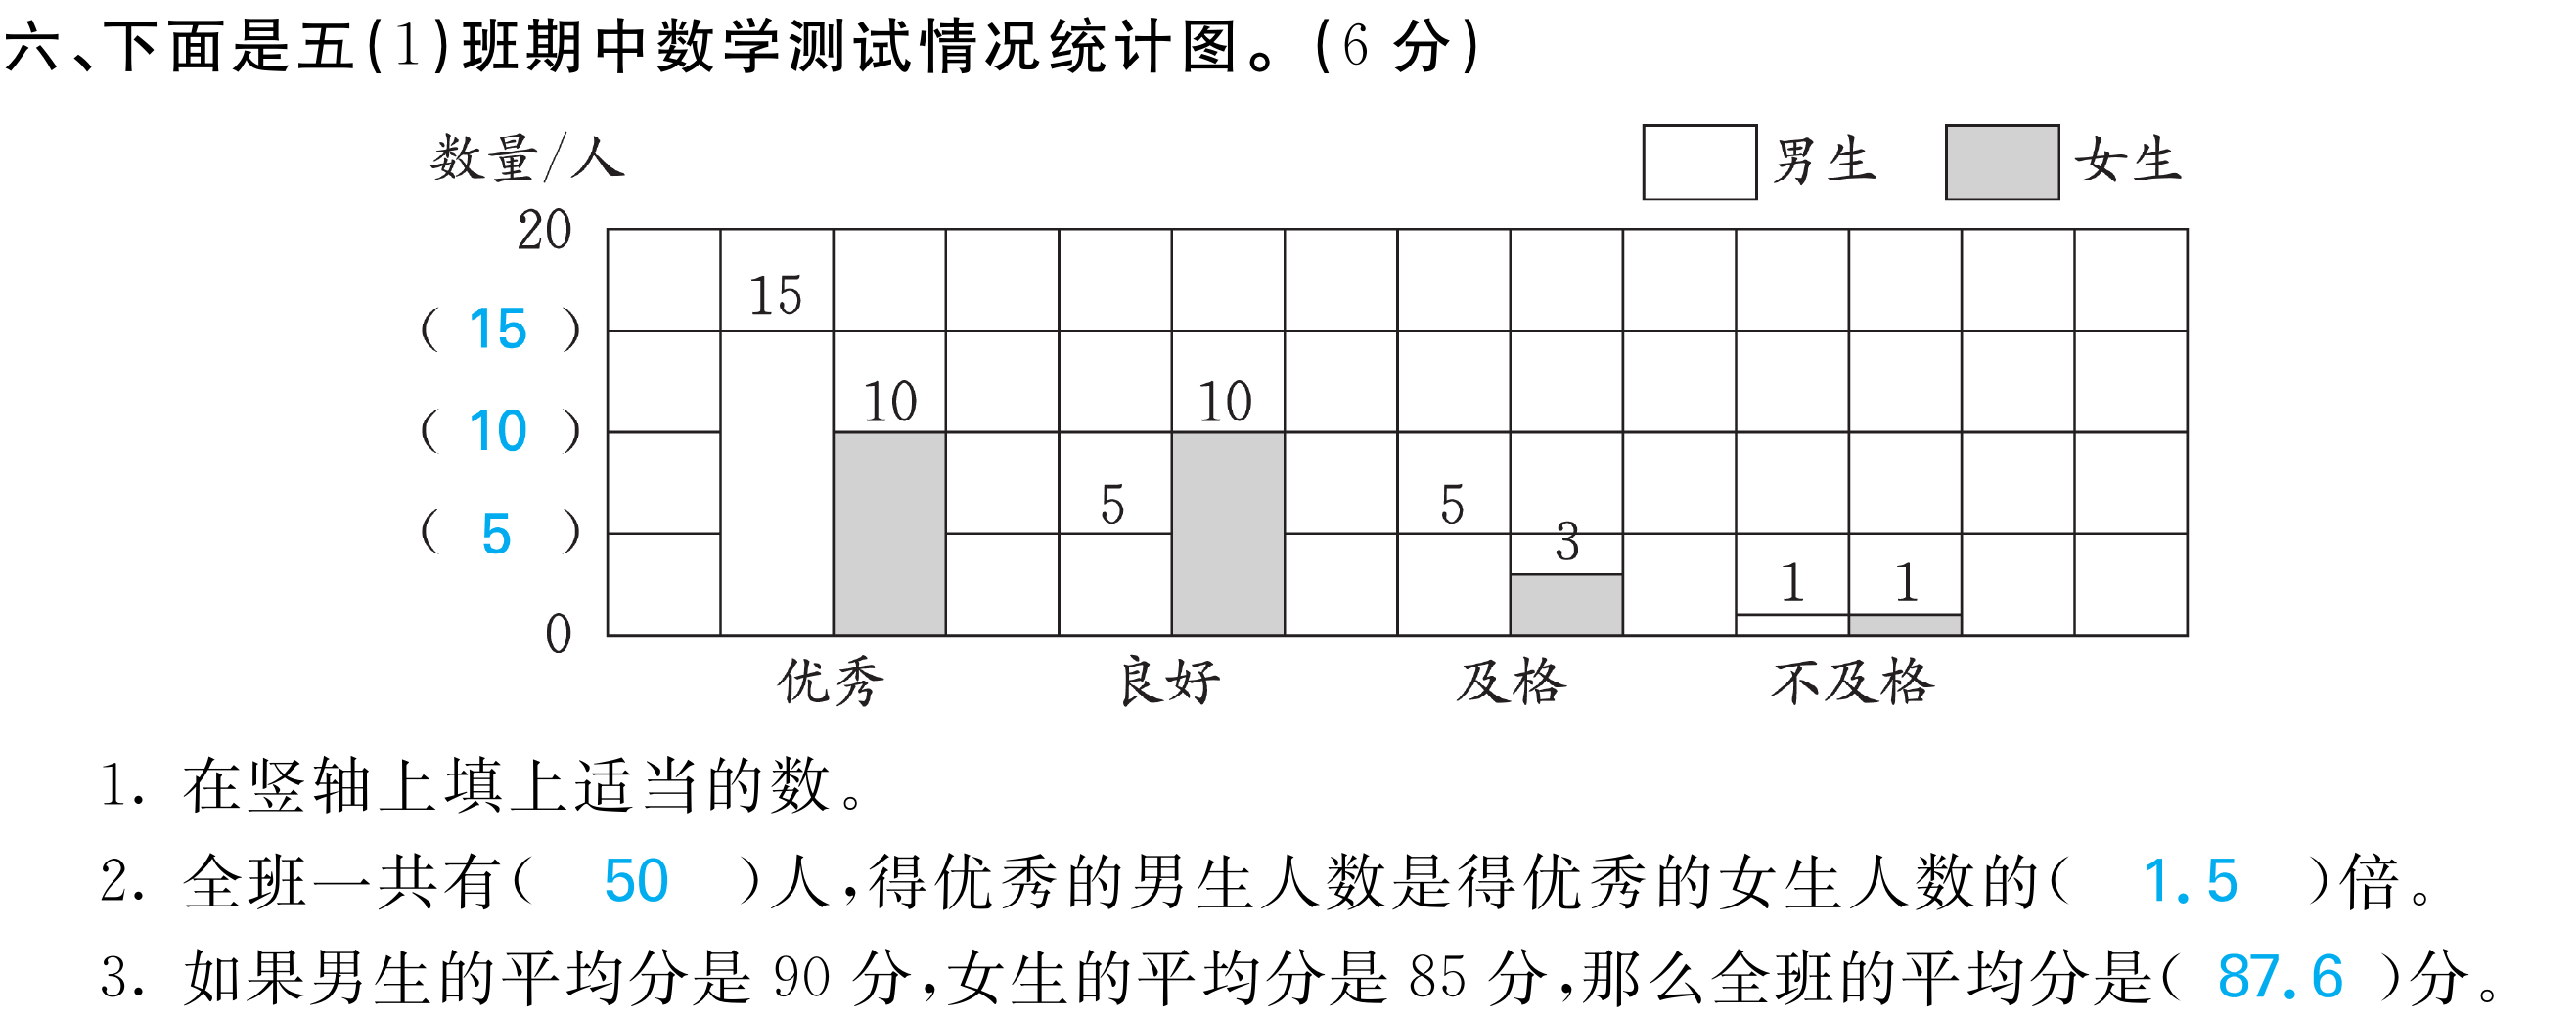 六、下面是五(1)班期中数学测试情况统计图。(6 分)
数量/人
男生 女生
20
15
( 15 )
10 10
( 10 )
5 5
( 5 ) 3
1 1
0
优秀 良好 及格 不及格
1. 在竖轴上填上适当的数。
2. 全班一共有( 50 )人,得优秀的男生人数是得优秀的女生人数的( 1.5 )倍。
3. 如果男生的平均分是 90 分,女生的平均分是 85 分,那么全班的平均分是( 87.6 )分。